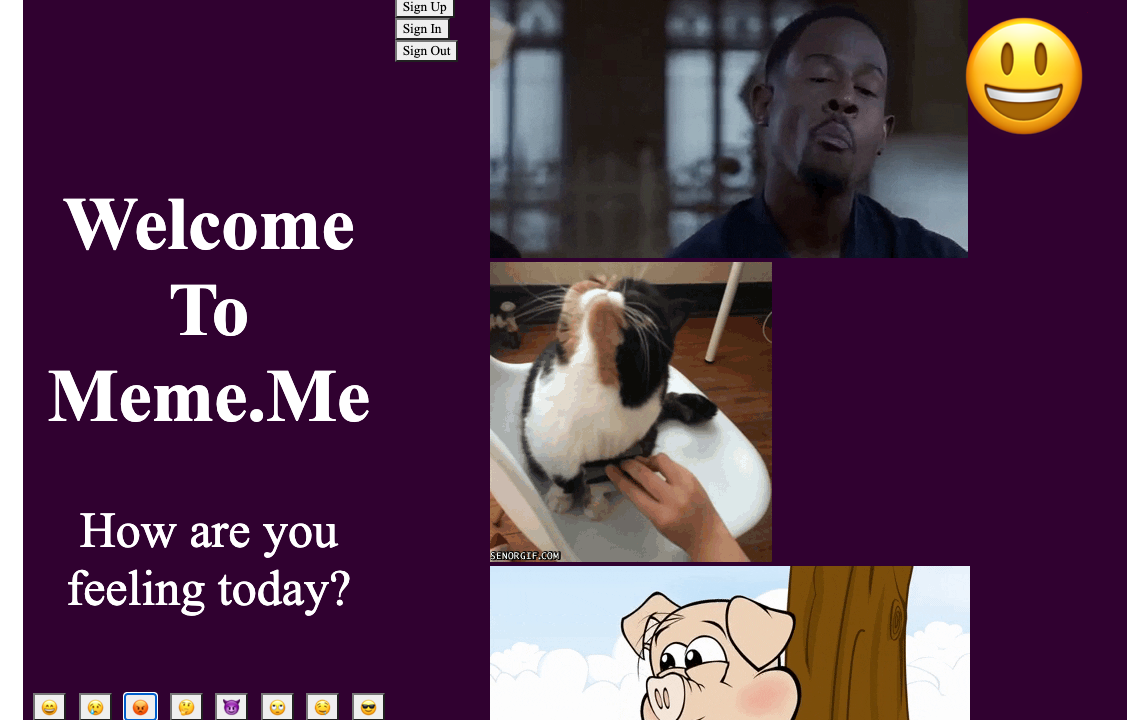 Sign Up
Sign In
Sign Out
Welcome
To
Meme.Me
How are you
feeling today?
SENORGIF.COM